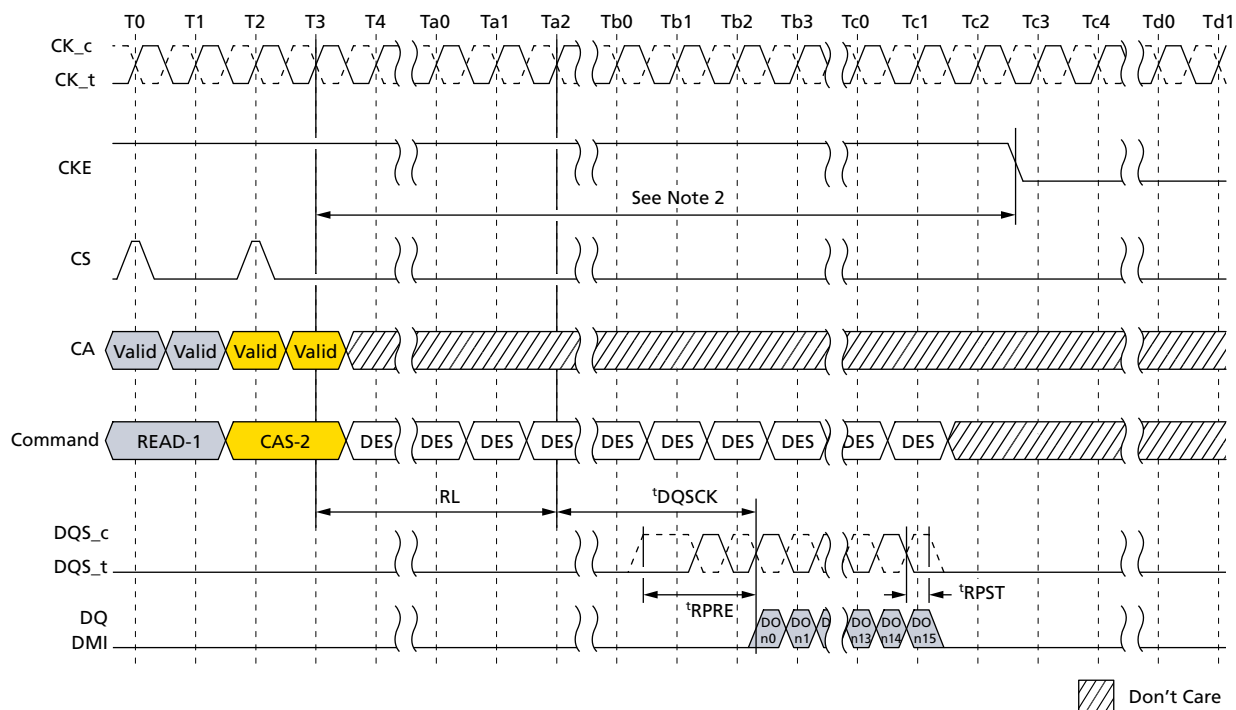 T0 T1 T2 T3 T4 Ta0 Ta1 Ta2 Tb0 Tb1 Tb2 Tb3 Tc0 Tc1 Tc2 Tc3 Tc4 Td0 Td1
CK_c
CK_t
CKE
See Note 2
CS
CA Valid Valid Valid Valid
Command READ-1 CAS-2 DES DES DES DES DES DES DES DES DES DES
RL tDQSCK
DQS_c
DQS_t
tRPRE tRPST
DQ
DMI
DO n0 DO n1 D DO n13 DO n14 DO n15
Don't Care